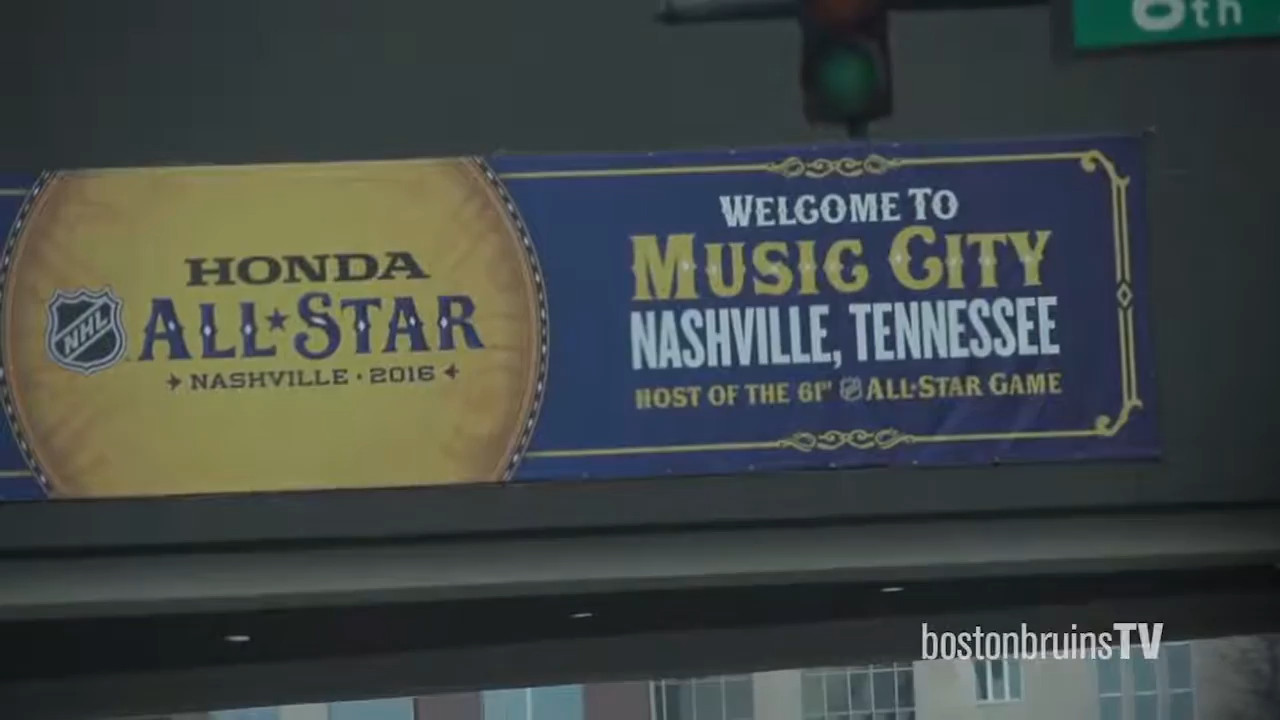 6th
HONDA
NHL
ALL★STAR
NASHVILLE · 2016
WELCOME TO
MUSIC CITY
NASHVILLE, TENNESSEE
HOST OF THE 61ST NHL ALL·STAR GAME
bostonbruinsTV